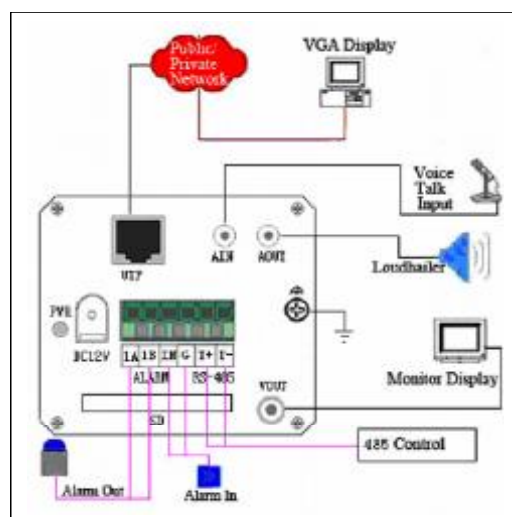 Public/
Private
Network
VGA Display
Voice
Talk
Input
UTP
AIN
AOUT
Loudhailer
PWR
DC12V
1A 1B IN G T+ T-
ALARM RS-485
VOUT
Monitor Display
SD
485 Control
Alarm Out
Alarm In